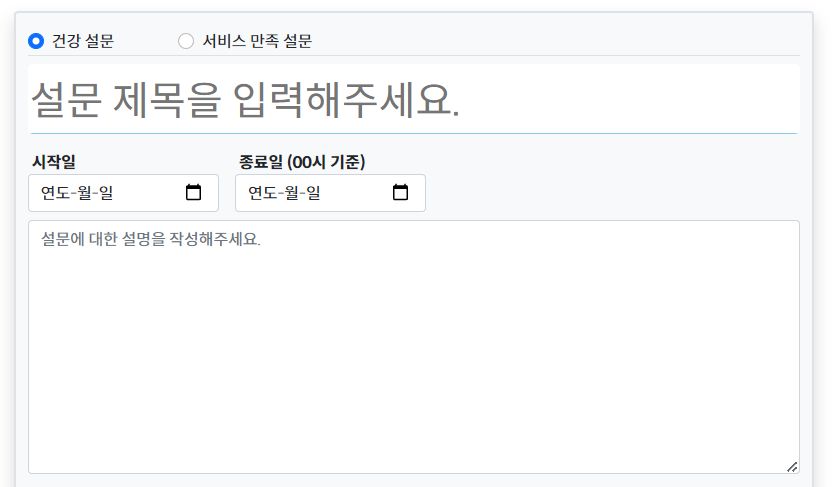 건강 설문 서비스 만족 설문
설문 제목을 입력해주세요.
시작일 종료일 (00시 기준)
연도-월-일 연도-월-일
설문에 대한 설명을 작성해주세요.